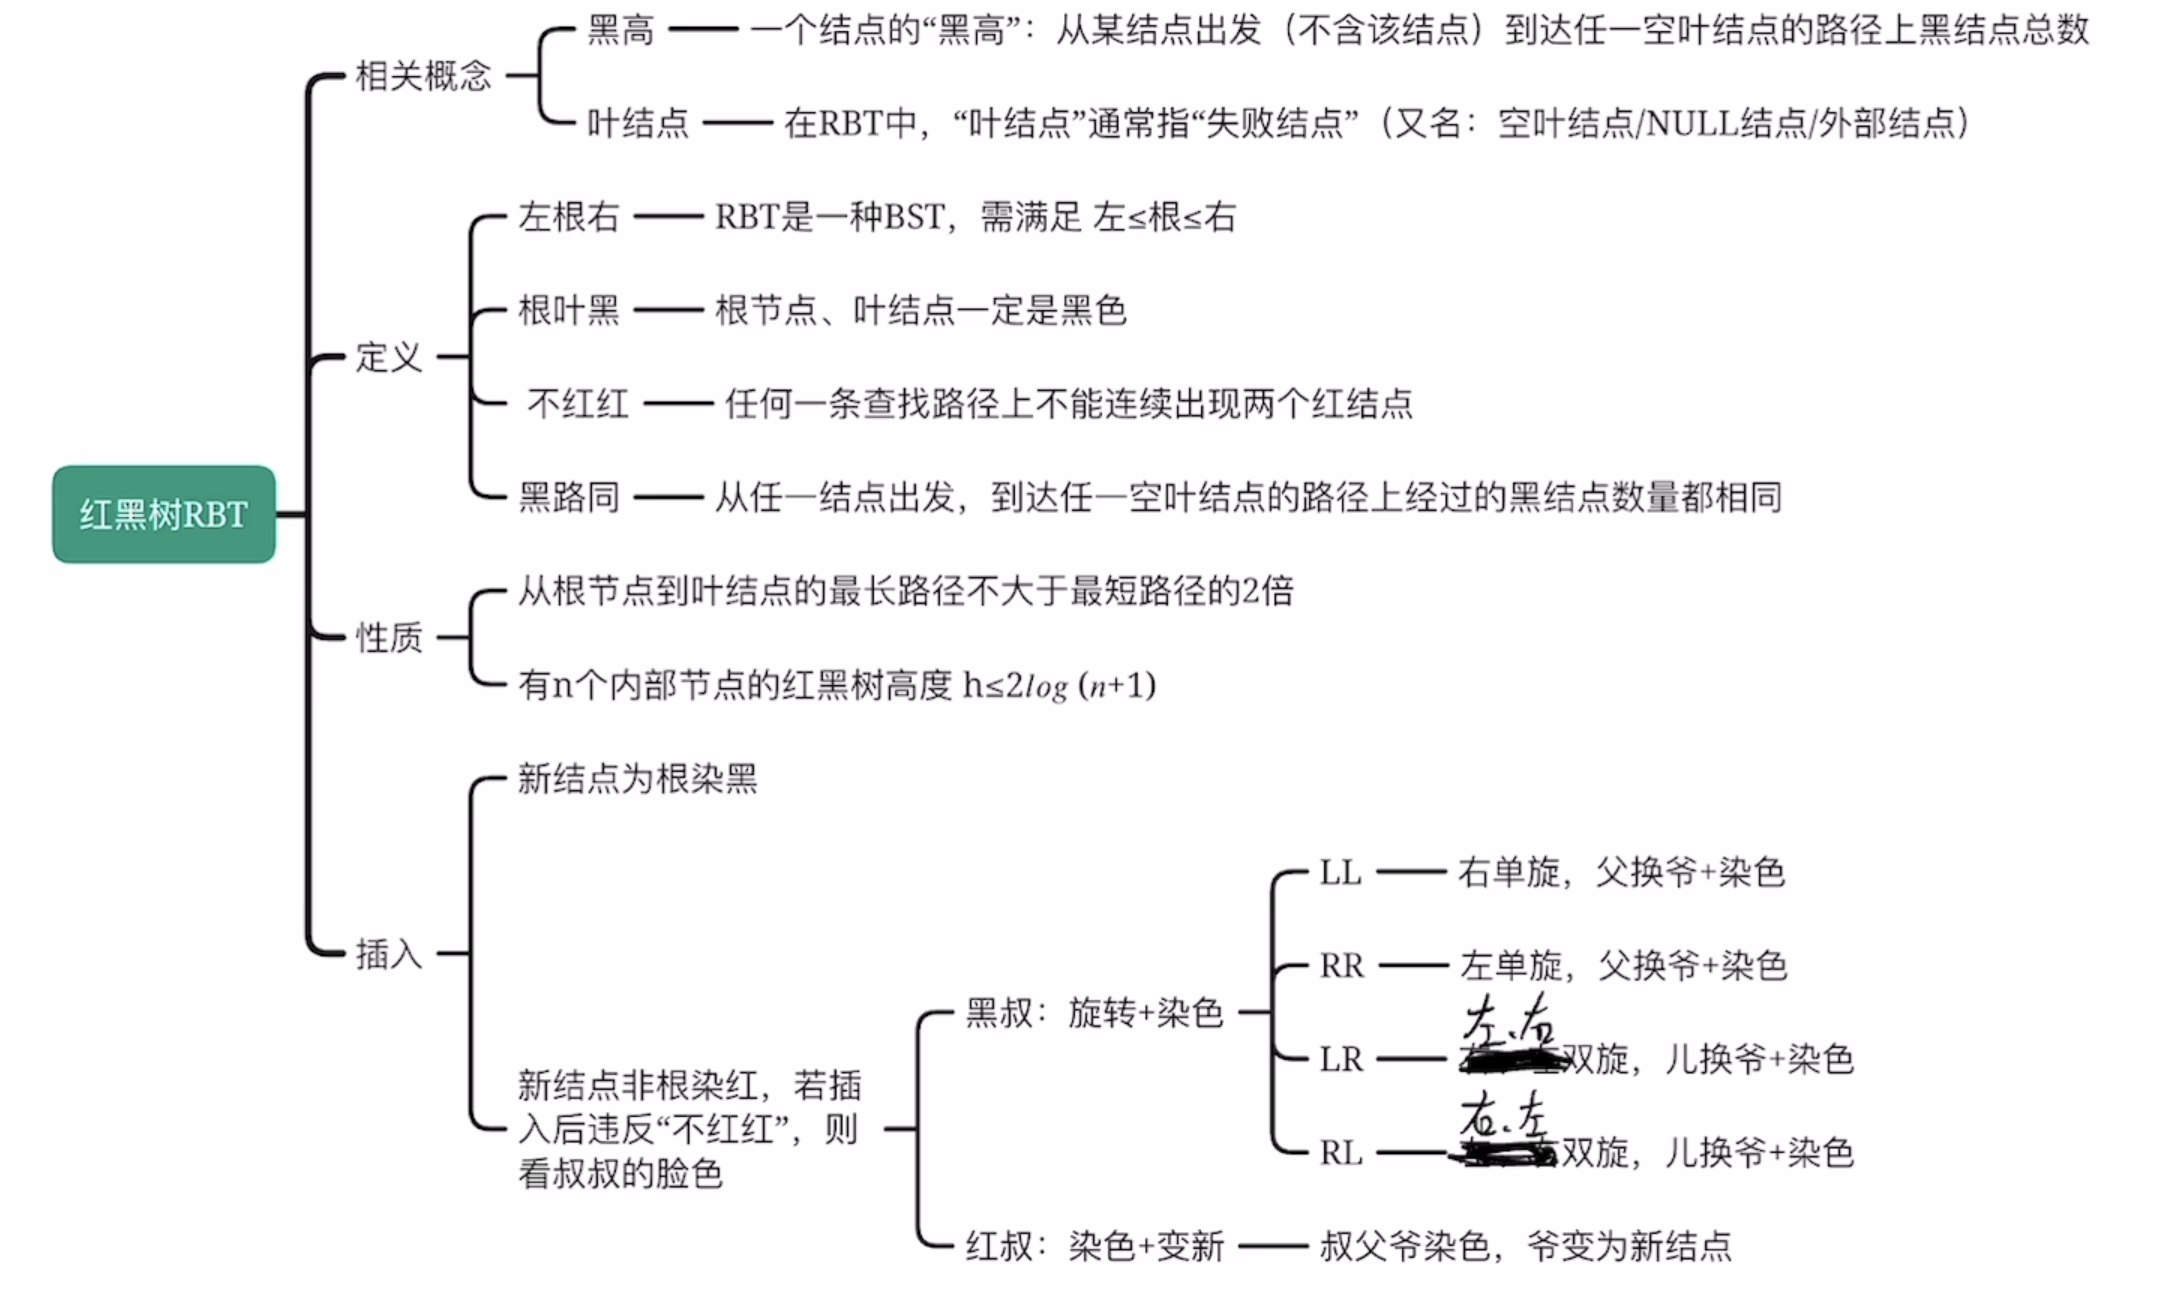 黑高 一个结点的“黑高”：从某结点出发（不含该结点）到达任一空叶结点的路径上黑结点总数
相关概念
叶结点 在RBT中，“叶结点”通常指“失败结点”（又名：空叶结点/NULL结点/外部结点）
左根右 RBT是一种BST，需满足 左≤根≤右
根叶黑 根节点、叶结点一定是黑色
定义
不红红 任何一条查找路径上不能连续出现两个红结点
黑路同 从任一结点出发，到达任一空叶结点的路径上经过的黑结点数量都相同
红黑树RBT
从根节点到叶结点的最长路径不大于最短路径的2倍
性质
有n个内部节点的红黑树高度 h≤2log (n+1)
新结点为根染黑
插入
新结点非根染红，若插
入后违反“不红红”，则
看叔叔的脸色
黑叔：旋转+染色
LL 右单旋，父换爷+染色
RR 左单旋，父换爷+染色
左、右
LR 双旋，儿换爷+染色
右、左
RL 双旋，儿换爷+染色
红叔：染色+变新 叔父爷染色，爷变为新结点